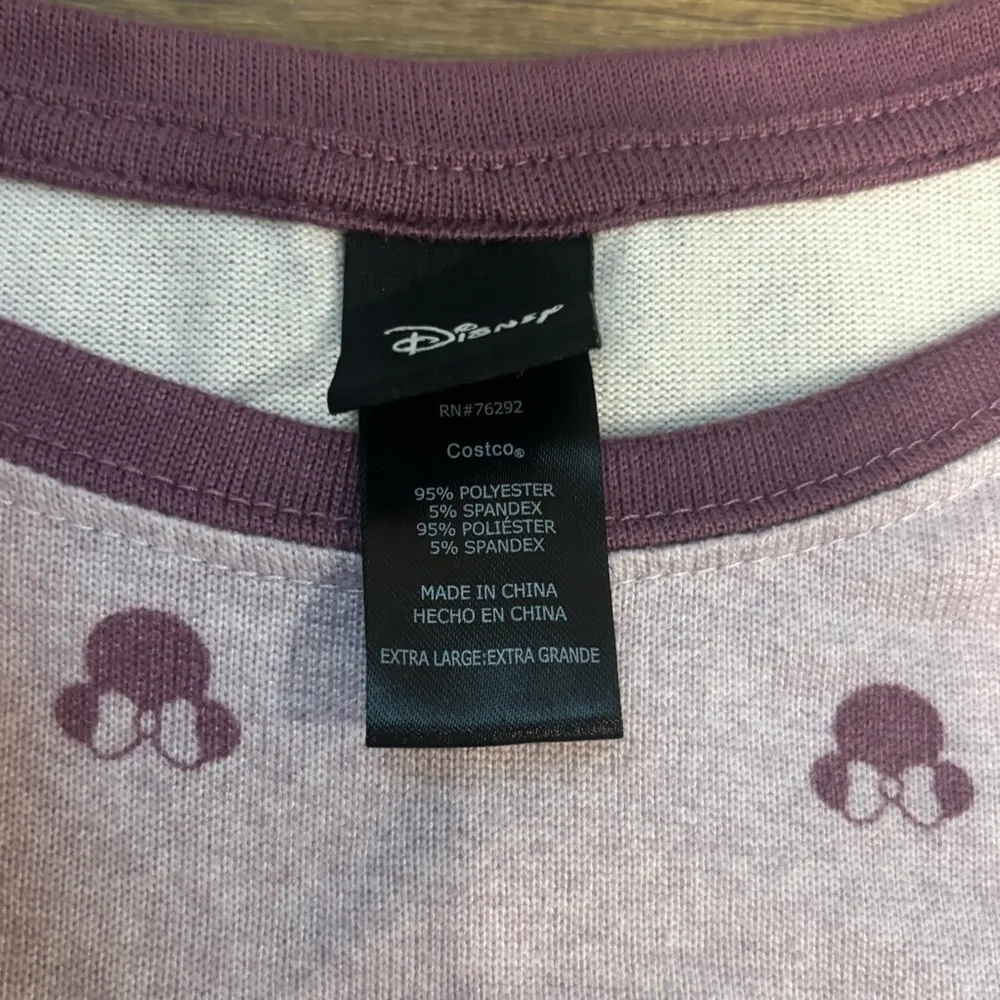 Disney
RN#76292
Costco®
95% POLYESTER
5% SPANDEX
95% POLIÉSTER
5% SPANDEX
MADE IN CHINA
HECHO EN CHINA
EXTRA LARGE:EXTRA GRANDE